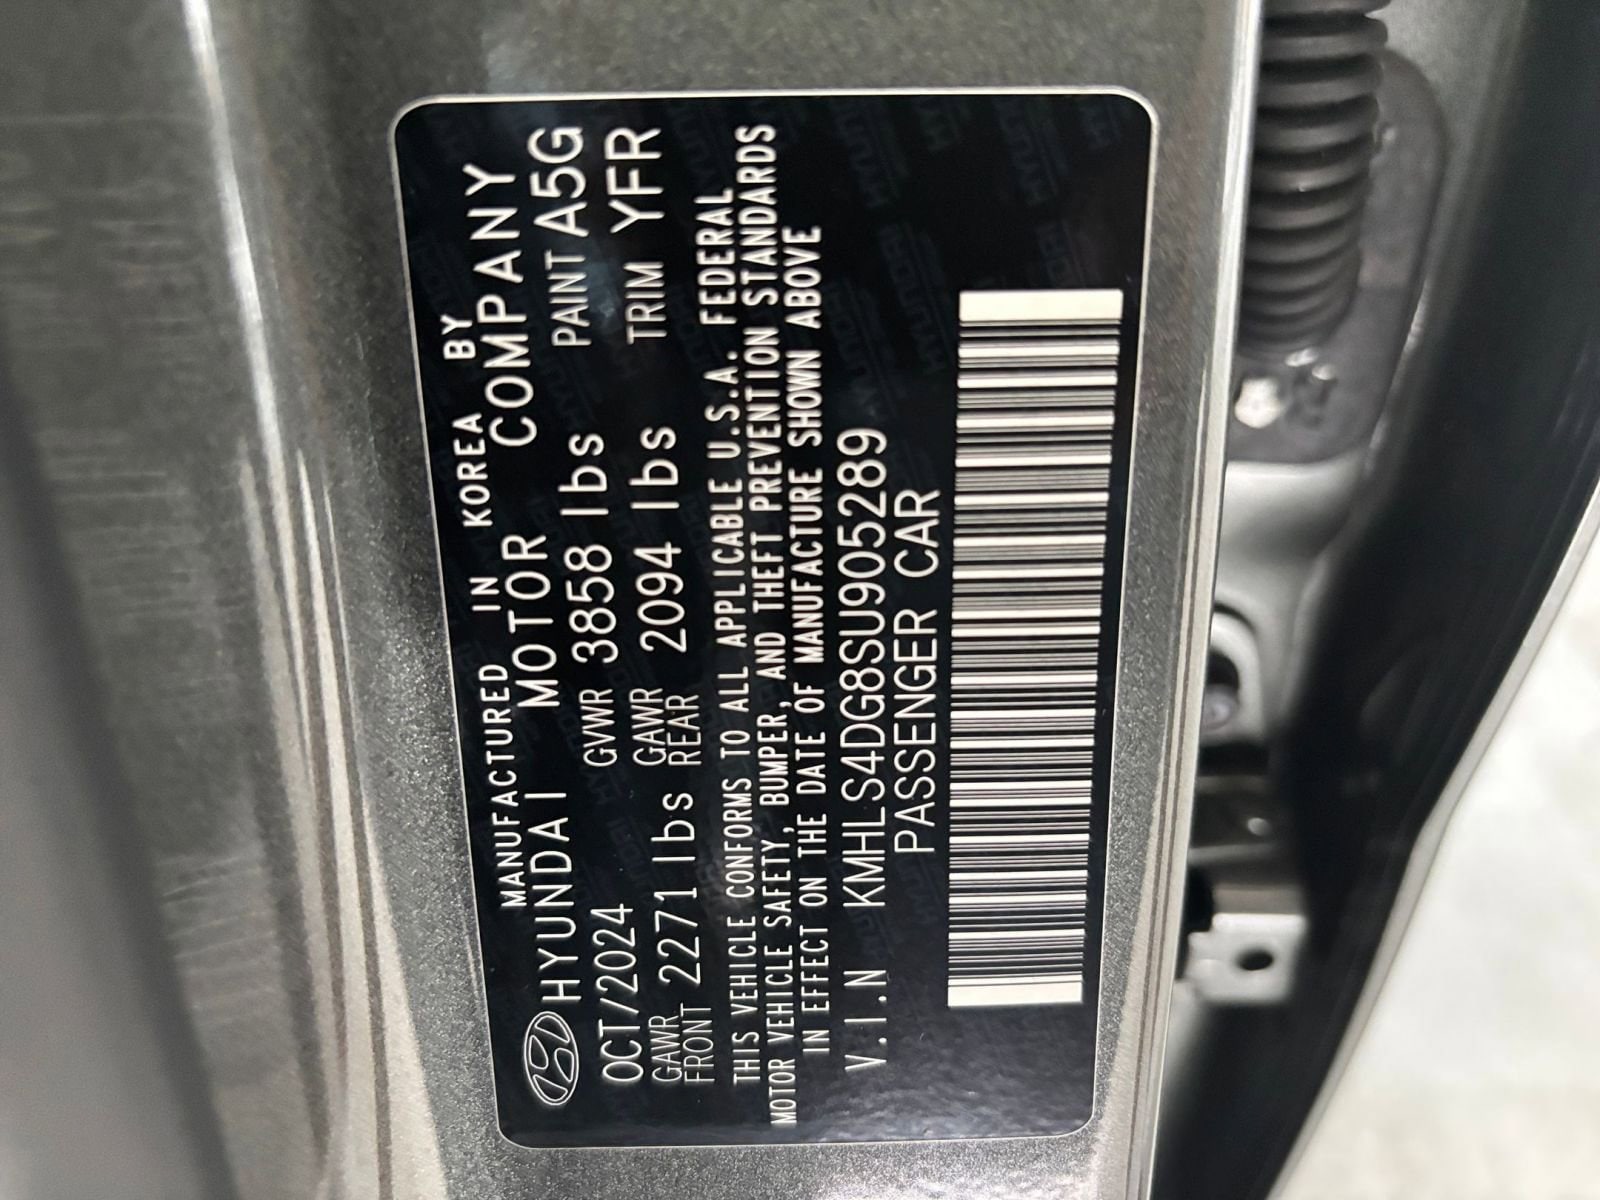 MANUFACTURED IN KOREA BY
HYUNDAI MOTOR COMPANY
OCT/2024 GVWR 3858 lbs PAINT A5G
GAWR FRONT 2271 lbs GAWR REAR 2094 lbs TRIM YFR
THIS VEHICLE CONFORMS TO ALL APPLICABLE U.S.A. FEDERAL
MOTOR VEHICLE SAFETY, BUMPER, AND THEFT PREVENTION STANDARDS
IN EFFECT ON THE DATE OF MANUFACTURE SHOWN ABOVE
V.I.N KMHLS4DG8SU905289
PASSENGER CAR